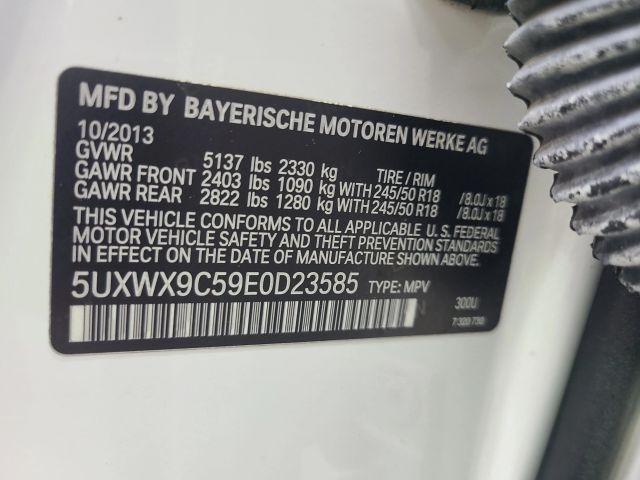 MFD BY BAYERISCHE MOTOREN WERKE AG
10/2013
GVWR 5137 lbs 2330 kg TIRE / RIM
GAWR FRONT 2403 lbs 1090 kg WITH 245/50 R18 /8.0J x 18
GAWR REAR 2822 lbs 1280 kg WITH 245/50 R18 /8.0J x 18
THIS VEHICLE CONFORMS TO ALL APPLICABLE U. S. FEDERAL
MOTOR VEHICLE SAFETY AND THEFT PREVENTION STANDARDS
IN EFFECT ON THE DATE OF MANUFACTURE SHOWN ABOVE
5UXWX9C59E0D23585 TYPE: MPV
300U
7 320 730